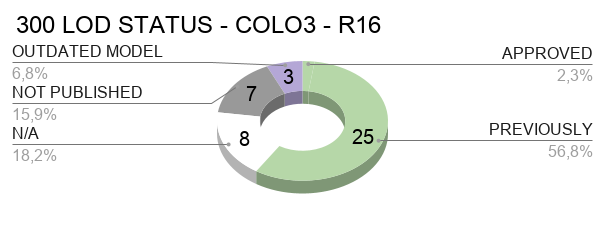 300 LOD STATUS - COLO3 - R16
OUTDATED MODEL
6,8%
NOT PUBLISHED
15,9%
N/A
18,2%
3
7
8
25
APPROVED
2,3%
PREVIOUSLY
56,8%